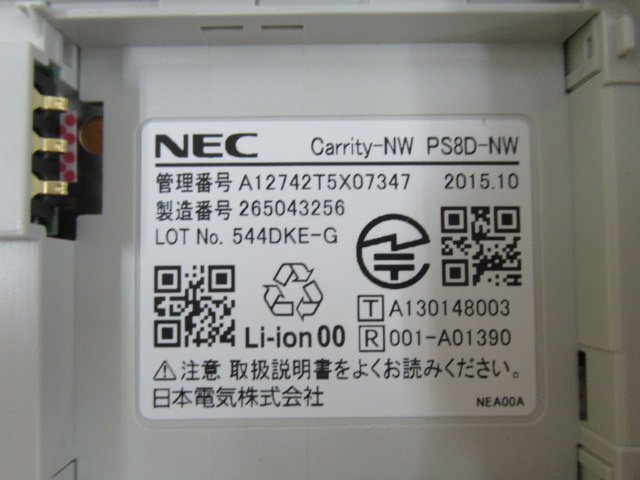 NEC Carrity-NW PS8D-NW
管理番号 A12742T5X07347 2015.10
製造番号 265043256
LOT No. 544DKE-G
T A130148003
Li-ion 00 R 001-A01390
⚠注意 取扱説明書をよくお読みください。
日本電気株式会社 NEA00A